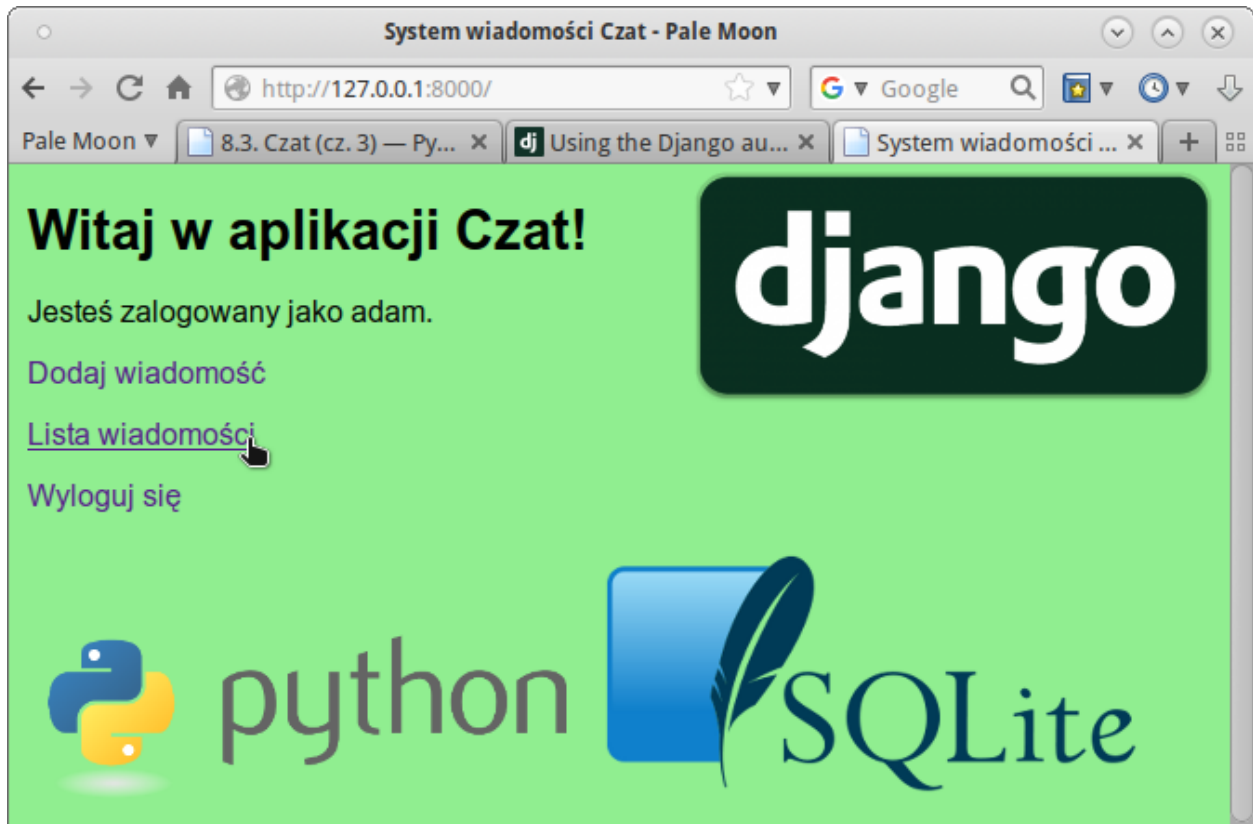 System wiadomości Czat - Pale Moon
http://127.0.0.1:8000/
Google
Pale Moon
8.3. Czat (cz. 3) — Py...
dj Using the Django au...
System wiadomości ...
Witaj w aplikacji Czat!
django
Jesteś zalogowany jako adam.
Dodaj wiadomość
Lista wiadomości
Wyloguj się
python
SQLite